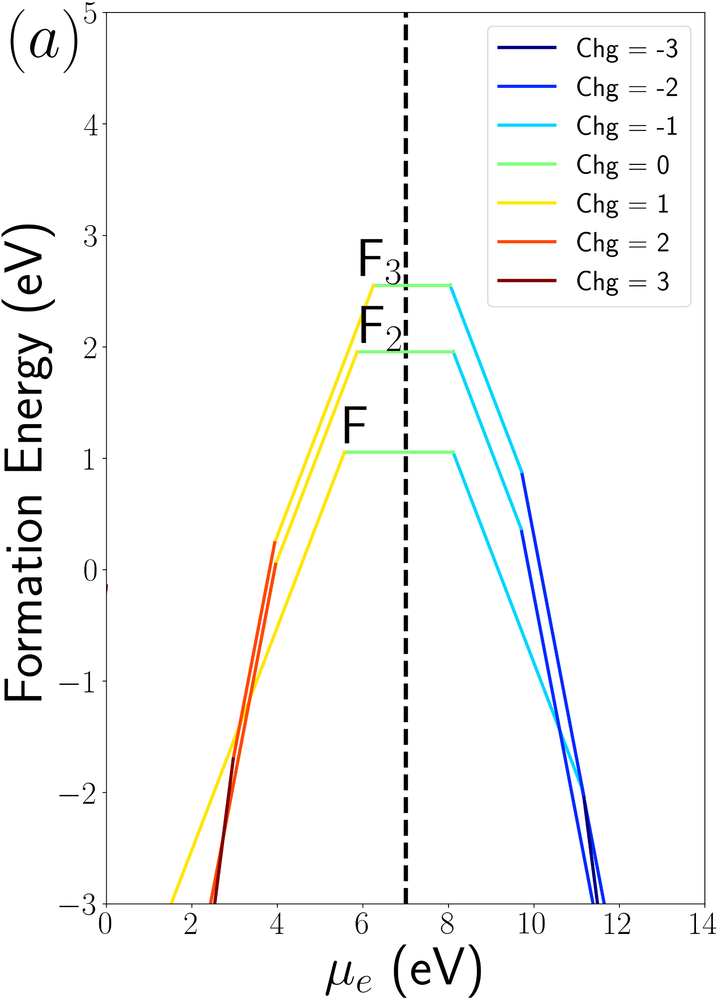 (a)
Formation Energy (eV)
5
4
3
2
1
0
−1
−2
−3
Chg = -3
Chg = -2
Chg = -1
Chg = 0
Chg = 1
Chg = 2
Chg = 3
F₃
F₂
F
0 2 4 6 8 10 12 14
μₑ (eV)